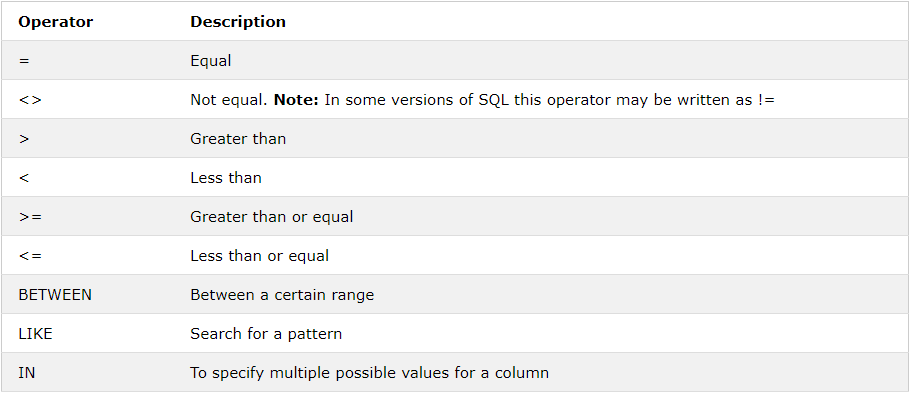 Operator Description
= Equal
<> Not equal. Note: In some versions of SQL this operator may be written as !=
> Greater than
< Less than
>= Greater than or equal
<= Less than or equal
BETWEEN Between a certain range
LIKE Search for a pattern
IN To specify multiple possible values for a column